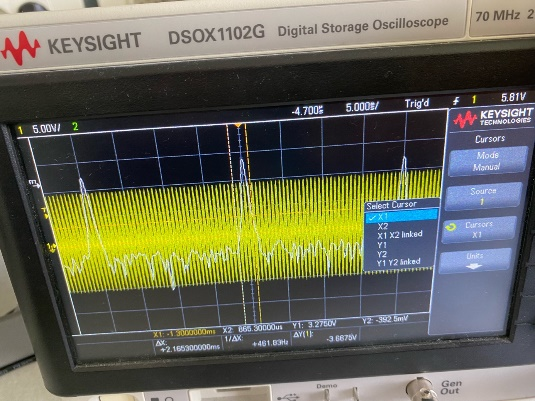 KEYSIGHT DSOX1102G Digital Storage Oscilloscope 70 MHz 2
1 5.00V/ 2 -4.700s 5.000s/ Trig'd 1 5.81V
KEYSIGHT
TECHNOLOGIES
Cursors
Mode
Manual
Source
1
Cursors
X1
Units
Select Cursor
X1
X2
X1 X2 linked
Y1
Y2
Y1 Y2 linked
X1: -1.3000000ms X2: 865.30000us Y1: 3.2750V Y2: -392.5mV
ΔX:
+2.165300000ms
1/ΔX:
+461.83Hz
ΔY(1):
-3.6675V
Demo
Gen
Out